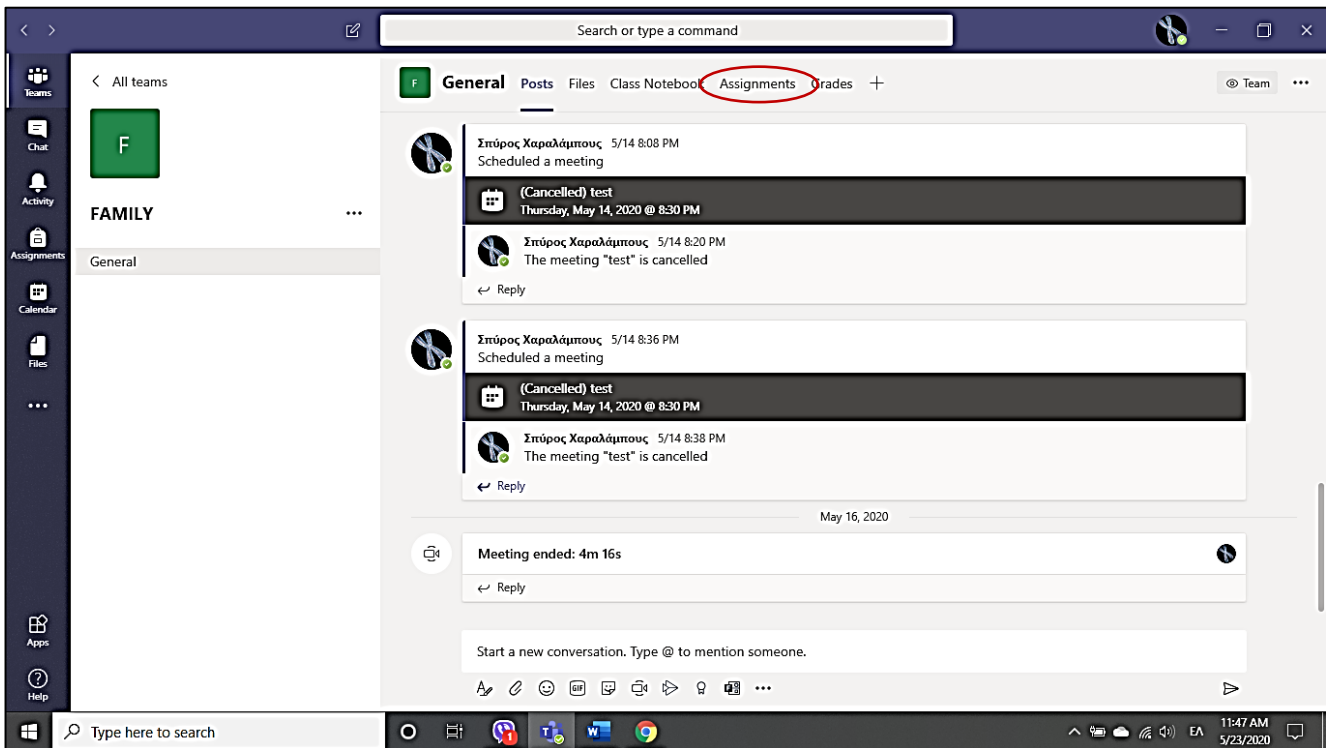 Search or type a command
Teams
Chat
Activity
Assignments
Calendar
Files
Apps
Help
All teams
F
FAMILY
General
F General Posts Files Class Notebook Assignments Grades
Team
Σπύρος Χαραλάμπους 5/14 8:08 PM
Scheduled a meeting
(Cancelled) test
Thursday, May 14, 2020 @ 8:30 PM
Σπύρος Χαραλάμπους 5/14 8:20 PM
The meeting "test" is cancelled
Reply
Σπύρος Χαραλάμπους 5/14 8:36 PM
Scheduled a meeting
(Cancelled) test
Thursday, May 14, 2020 @ 8:30 PM
Σπύρος Χαραλάμπους 5/14 8:38 PM
The meeting "test" is cancelled
Reply
May 16, 2020
Meeting ended: 4m 16s
Reply
Start a new conversation. Type @ to mention someone.
GIF
Type here to search
ΕΛ
11:47 AM
5/23/2020